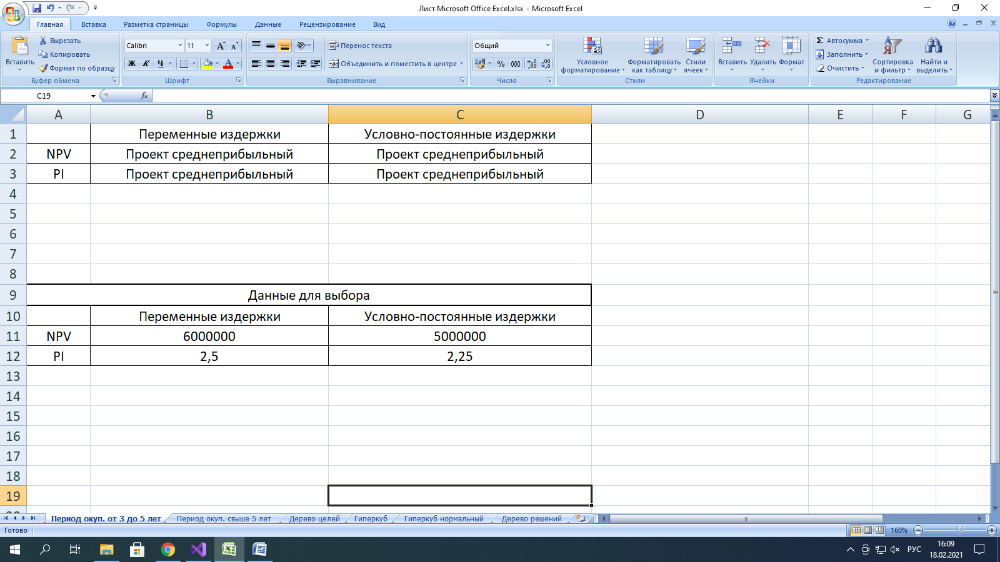 Лист Microsoft Office Excel.xlsx - Microsoft Excel
Главная Вставка Разметка страницы Формулы Данные Рецензирование Вид
Вставить
Вырезать
Копировать
Формат по образцу
Буфер обмена
Calibri 11
Ж К Ч
Шрифт
Перенос текста
Объединить и поместить в центре
Выравнивание
Общий
% 000
Число
Условное форматирование
Форматировать как таблицу
Стили ячеек
Стили
Вставить Удалить Формат
Ячейки
Σ Автосумма
Заполнить
Очистить
Сортировка и фильтр
Найти и выделить
Редактирование
C19 fx
A B C D E F G
1 Переменные издержки Условно-постоянные издержки
2 NPV Проект среднеприбыльный Проект среднеприбыльный
3 PI Проект среднеприбыльный Проект среднеприбыльный
4
5
6
7
8
9 Данные для выбора
10 Переменные издержки Условно-постоянные издержки
11 NPV 6000000 5000000
12 PI 2,5 2,25
13
14
15
16
17
18
19
Период окуп. от 3 до 5 лет Период окуп. свыше 5 лет Дерево целей Гиперкуб Гиперкуб нормальный Дерево решений
Готово 160%
РУС 16:09
18.02.2021